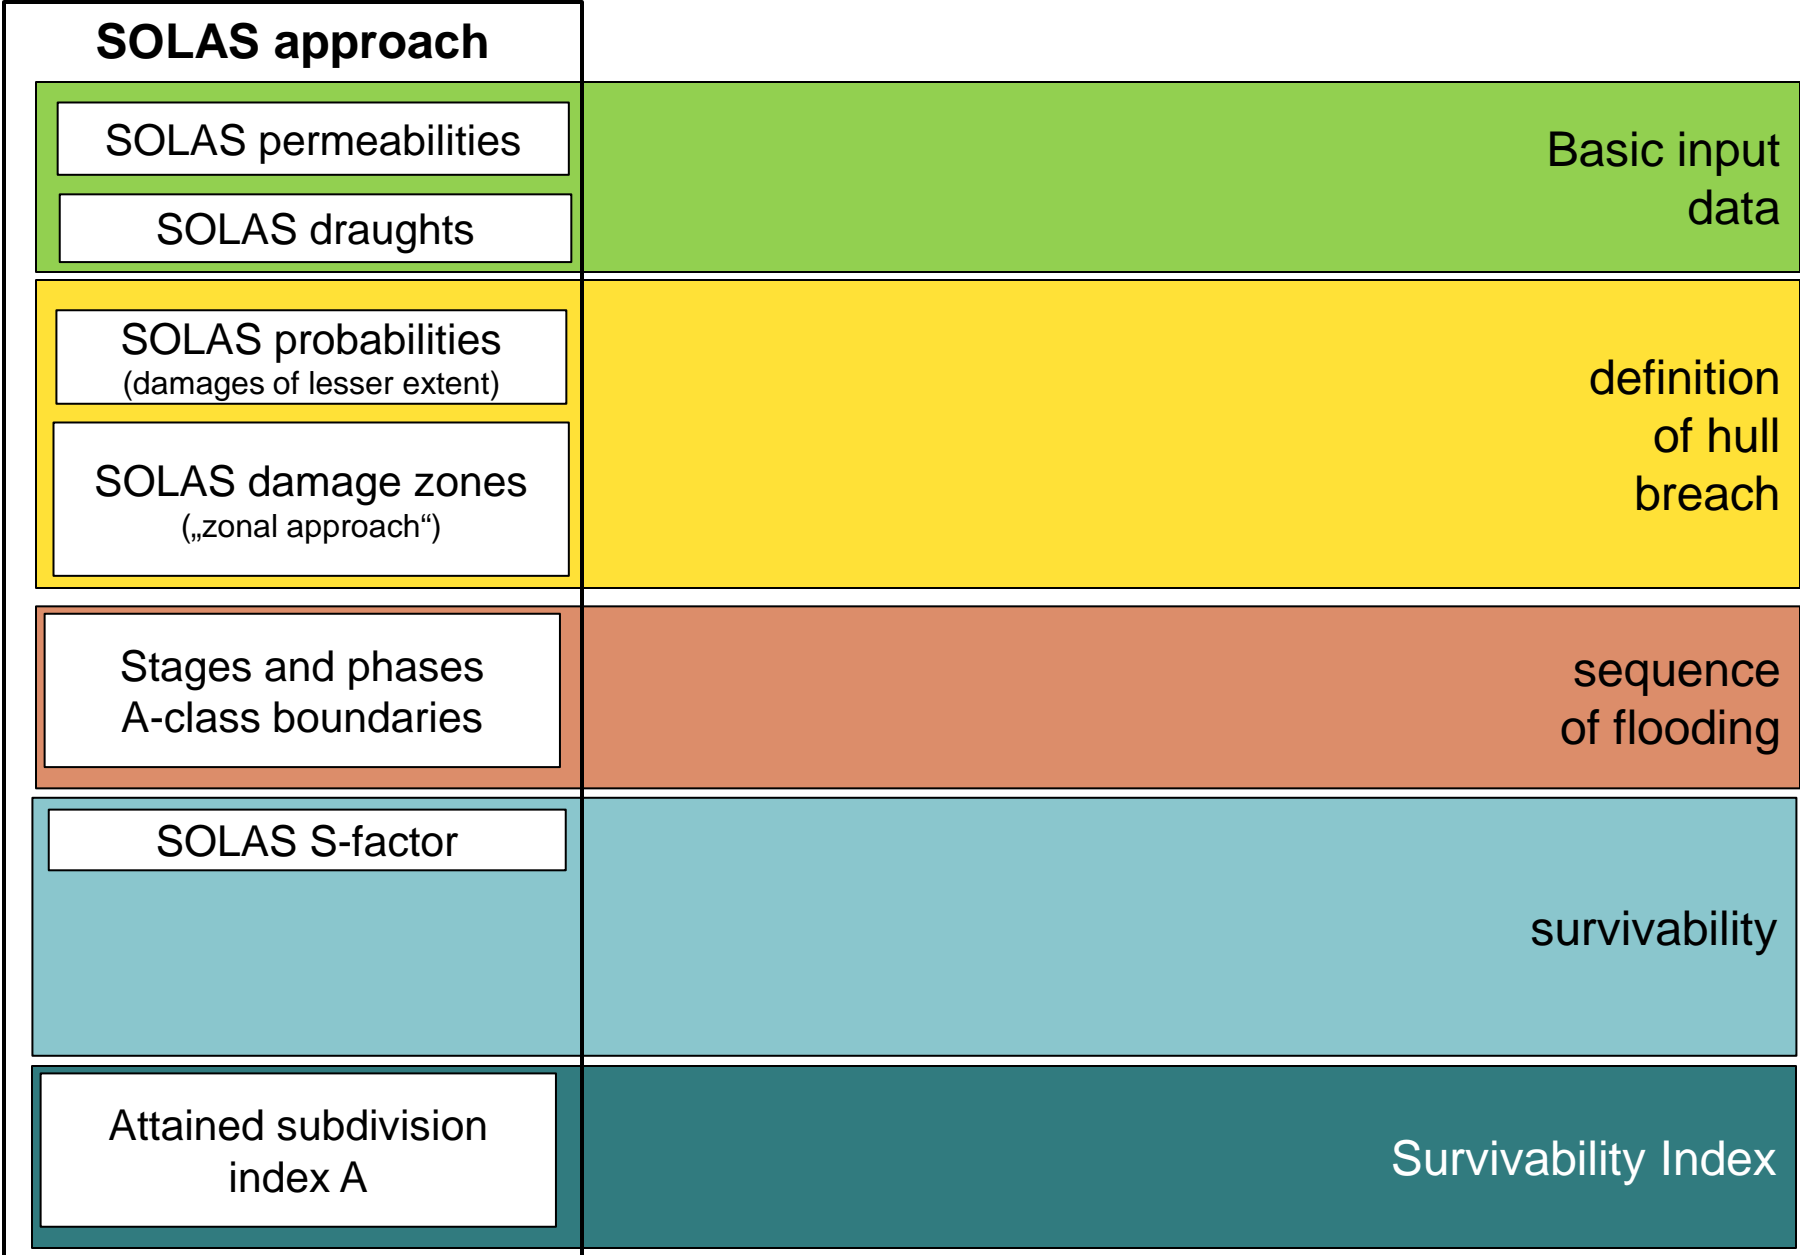 SOLAS approach
SOLAS permeabilities
SOLAS draughts
Basic input
data
SOLAS probabilities
(damages of lesser extent)
SOLAS damage zones
(„zonal approach“)
definition
of hull
breach
Stages and phases
A-class boundaries
sequence
of flooding
SOLAS S-factor
survivability
Attained subdivision
index A
Survivability Index